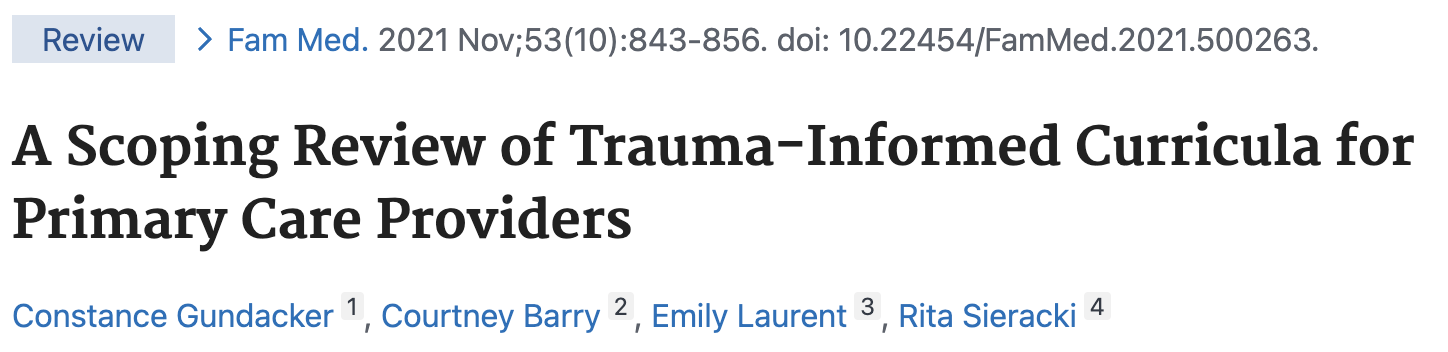 Review > Fam Med. 2021 Nov;53(10):843-856. doi: 10.22454/FamMed.2021.500263.
A Scoping Review of Trauma-Informed Curricula for
Primary Care Providers
Constance Gundacker 1, Courtney Barry 2, Emily Laurent 3, Rita Sieracki 4